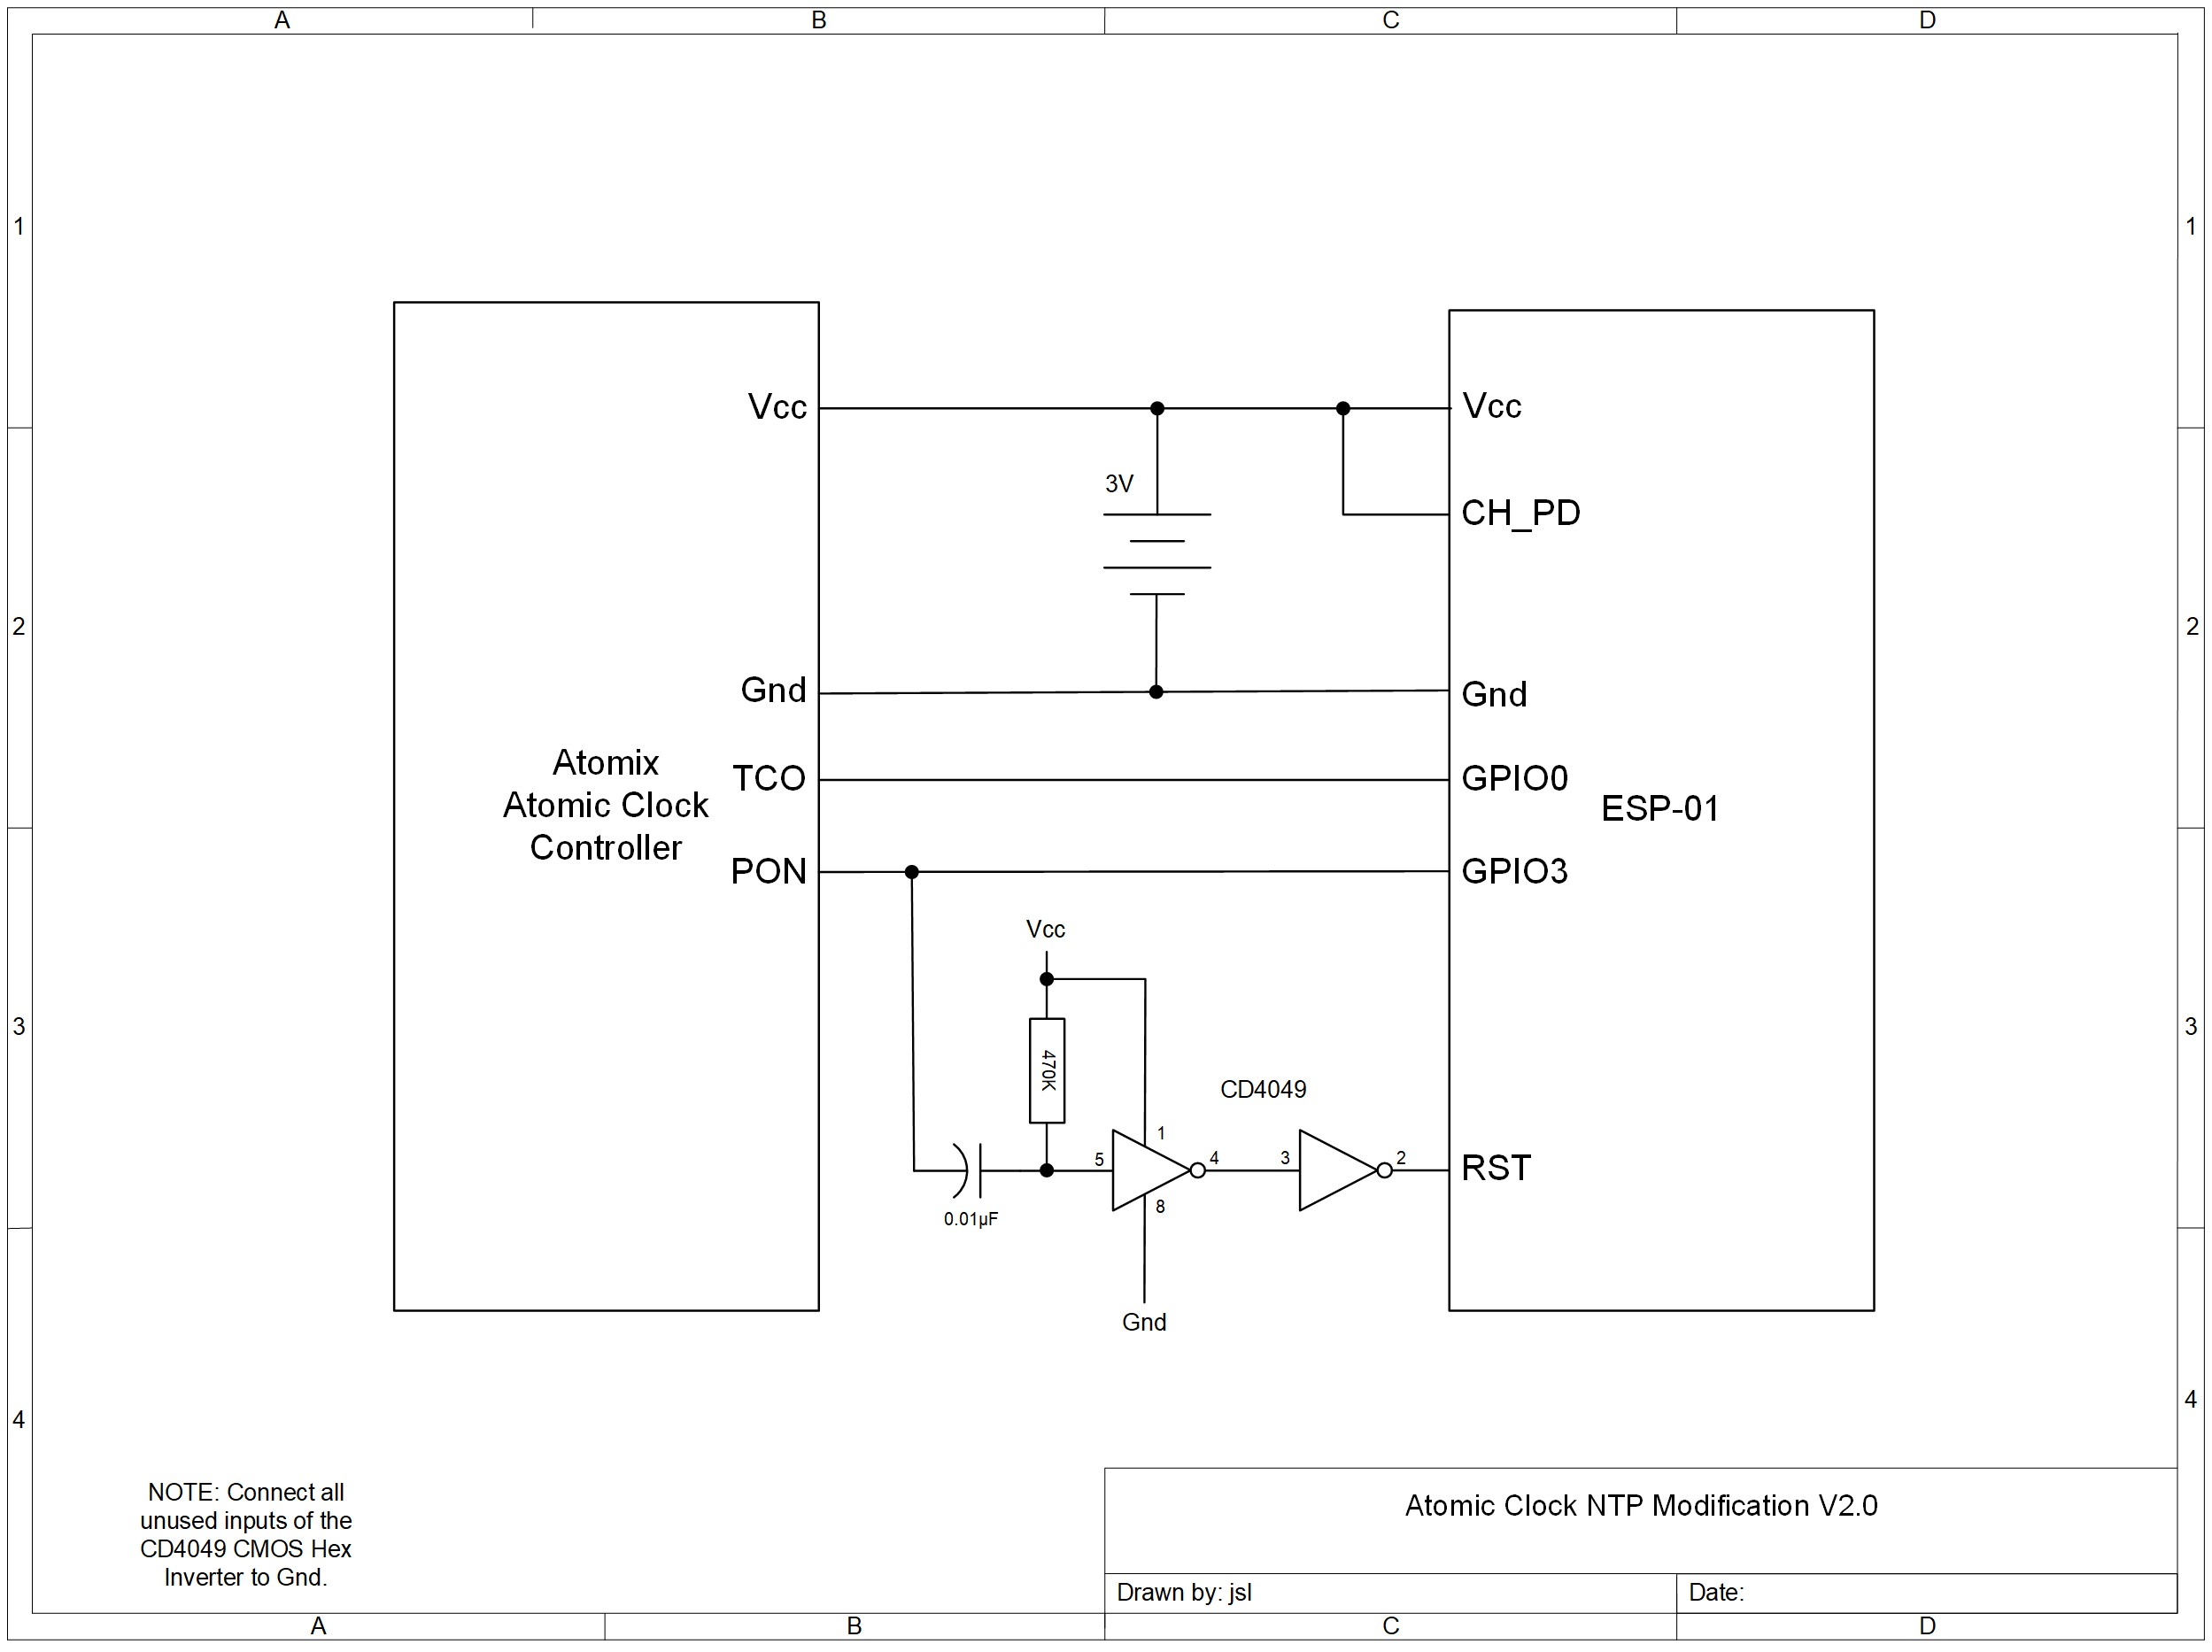 A
B
C
D
1
1
Vcc
Vcc
3V
CH_PD
2
2
Gnd
Gnd
Atomix
Atomic Clock
Controller
TCO
GPIO0
ESP-01
PON
GPIO3
Vcc
3
3
470K
CD4049
1
5
4
3
2
RST
8
0.01µF
Gnd
4
4
NOTE: Connect all
unused inputs of the
CD4049 CMOS Hex
Inverter to Gnd.
Atomic Clock NTP Modification V2.0
Drawn by: jsl
Date:
A
B
C
D